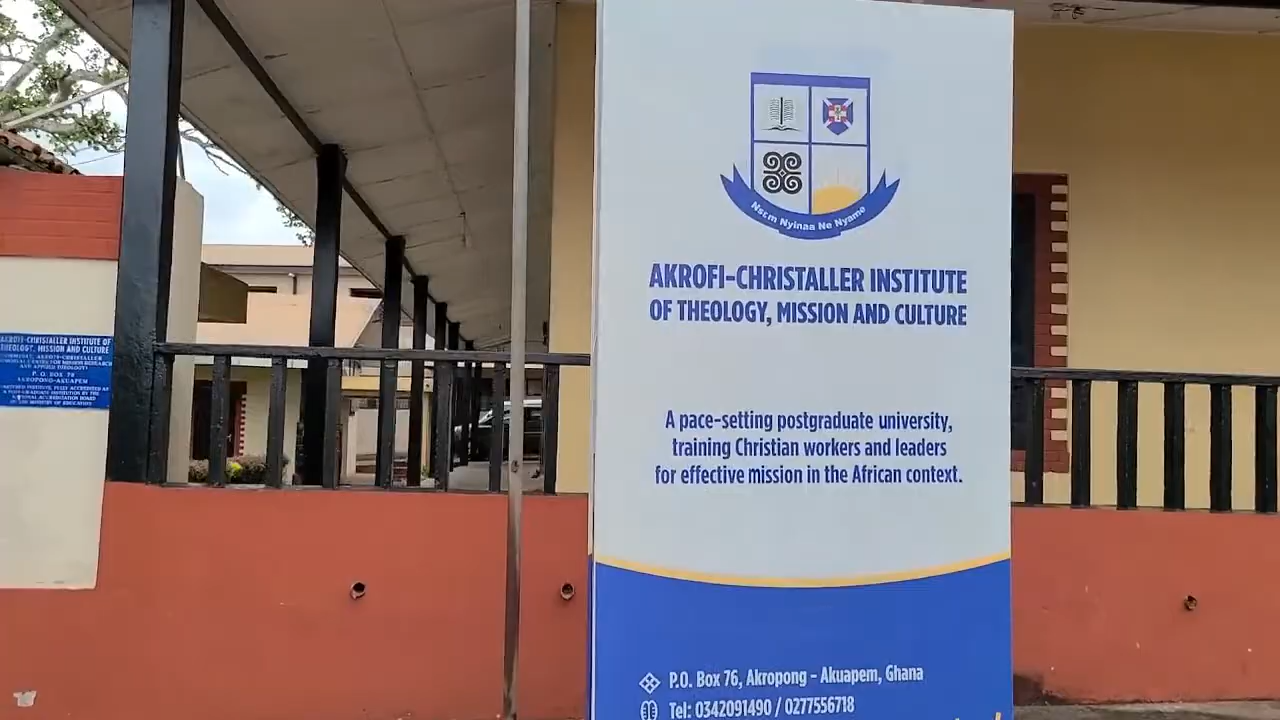 Nsɛm Nyinaa Ne Nyame
AKROFI-CHRISTALLER INSTITUTE
OF THEOLOGY, MISSION AND CULTURE
A pace-setting postgraduate university,
training Christian workers and leaders
for effective mission in the African context.
P.O. Box 76, Akropong - Akuapem, Ghana
Tel: 0342091490 / 0277556718
AKROFI-CHRISTALLER INSTITUTE OF
THEOLOGY, MISSION AND CULTURE
P. O. BOX 76
AKROPONG-AKUAPEM